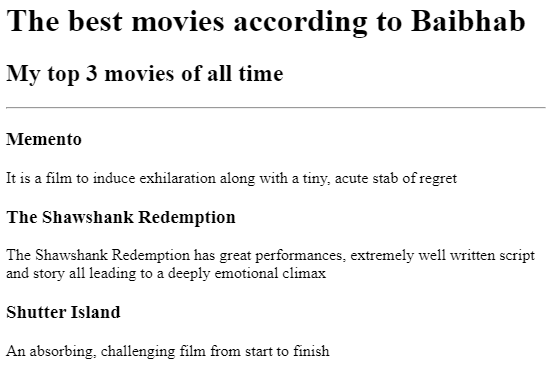 The best movies according to Baibhab
My top 3 movies of all time
Memento
It is a film to induce exhilaration along with a tiny, acute stab of regret
The Shawshank Redemption
The Shawshank Redemption has great performances, extremely well written script
and story all leading to a deeply emotional climax
Shutter Island
An absorbing, challenging film from start to finish